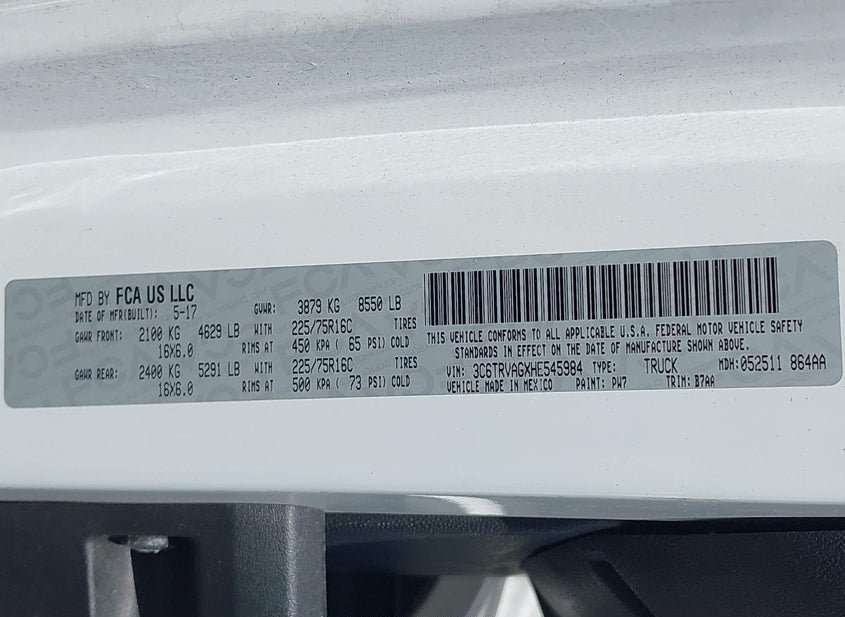 MFD BY FCA US LLC
DATE OF MFR(BUILT): 5-17 GVWR: 3879 KG 8550 LB
GAWR FRONT: 2100 KG 4629 LB WITH 225/75R16C TIRES
16X6.0 RIMS AT 450 KPA ( 65 PSI) COLD
GAWR REAR: 2400 KG 5291 LB WITH 225/75R16C TIRES
16X6.0 RIMS AT 500 KPA ( 73 PSI) COLD
THIS VEHICLE CONFORMS TO ALL APPLICABLE U.S.A. FEDERAL MOTOR VEHICLE SAFETY
STANDARDS IN EFFECT ON THE DATE OF MANUFACTURE SHOWN ABOVE.
VIN: 3C6TRVAGXHE545984 TYPE: TRUCK MDH:052511 864AA
VEHICLE MADE IN MEXICO PAINT: PW7 TRIM: B7AA